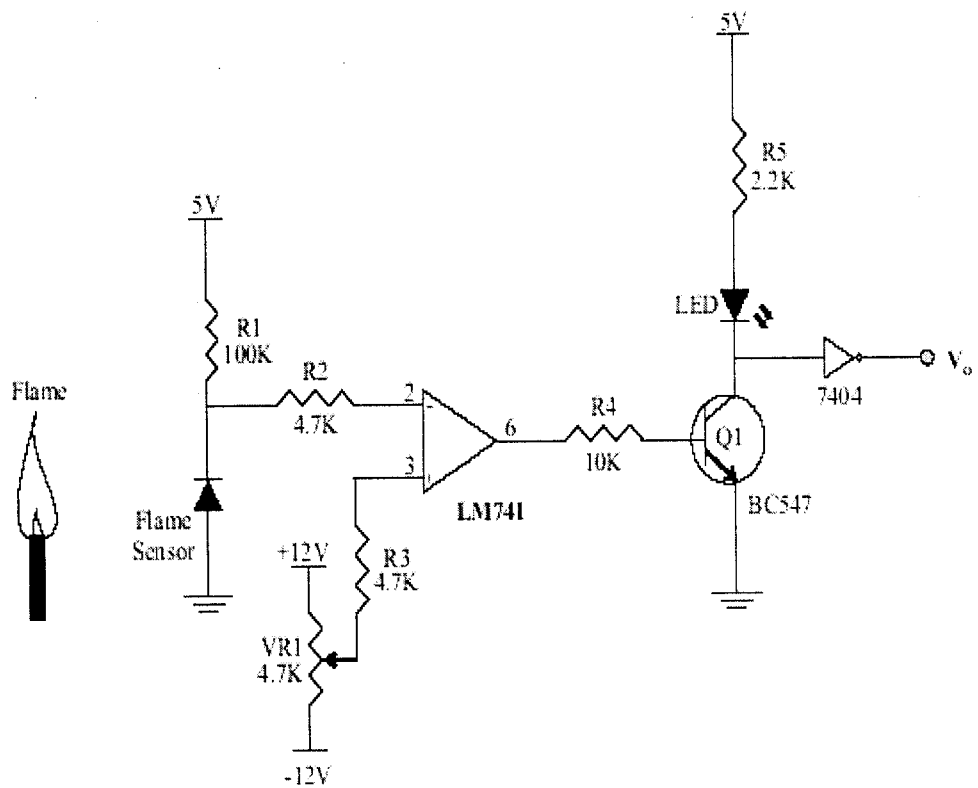 5V
R5
2.2K
5V
LED
R1
100K
Flame
R2
4.7K
2
-
6
R4
10K
7404
Vo
Q1
3
+
LM741
BC547
Flame
Sensor
R3
4.7K
+12V
VR1
4.7K
-12V